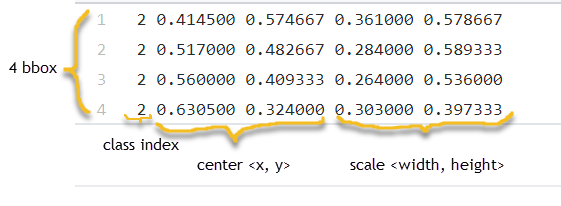 1 2 0.414500 0.574667 0.361000 0.578667
2 2 0.517000 0.482667 0.284000 0.589333
4 bbox
3 2 0.560000 0.409333 0.264000 0.536000
4 2 0.630500 0.324000 0.303000 0.397333
class index
center <x, y> scale <width, height>